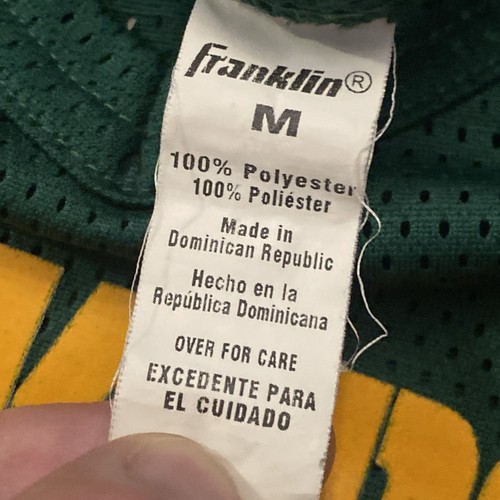 franklin®
M
100% Polyester
100% Poliéster
Made in
Dominican Republic
Hecho en la
República Dominicana
OVER FOR CARE
EXCEDENTE PARA
EL CUIDADO